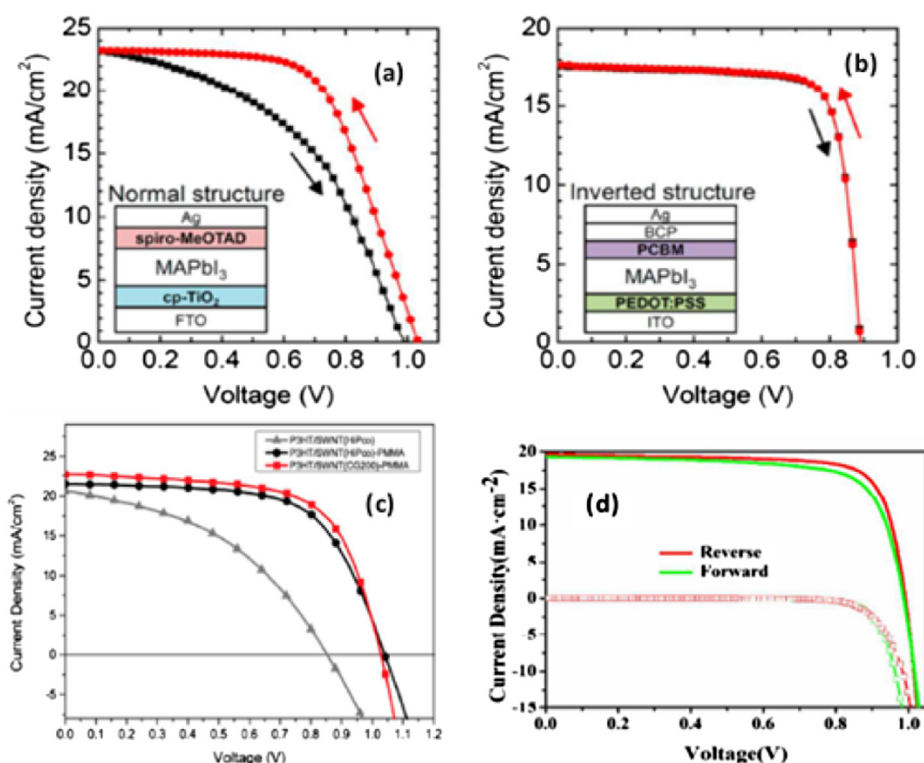 25
20
15
10
5
0
Current density (mA/cm²)
(a)
Normal structure
Ag
spiro-MeOTAD
MAPbI₃
cp-TiO₂
FTO
0.0 0.2 0.4 0.6 0.8 1.0
Voltage (V)
20
15
10
5
0
Current density (mA/cm²)
(b)
Inverted structure
Ag
BCP
PCBM
MAPbI₃
PEDOT:PSS
ITO
0.0 0.2 0.4 0.6 0.8 1.0
Voltage (V)
25
20
15
10
5
0
-5
Current Density (mA/cm²)
P3HT/SWNT(HiPco)
P3HT/SWNT(HiPco)-PMMA
P3HT/SWNT(CG200)-PMMA
(c)
0.0 0.1 0.2 0.3 0.4 0.5 0.6 0.7 0.8 0.9 1.0 1.1 1.2
Voltage (V)
20
15
10
5
0
-5
-10
-15
Current Density(mA·cm⁻²)
(d)
Reverse
Forward
0.0 0.2 0.4 0.6 0.8 1.0
Voltage(V)